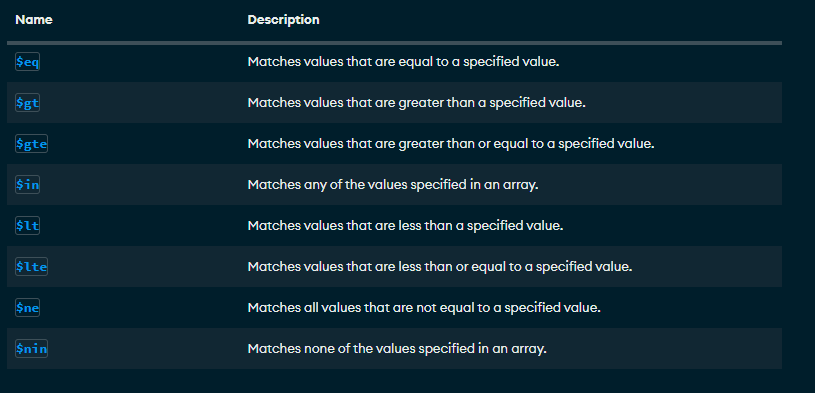 Name Description
$eq Matches values that are equal to a specified value.
$gt Matches values that are greater than a specified value.
$gte Matches values that are greater than or equal to a specified value.
$in Matches any of the values specified in an array.
$lt Matches values that are less than a specified value.
$lte Matches values that are less than or equal to a specified value.
$ne Matches all values that are not equal to a specified value.
$nin Matches none of the values specified in an array.